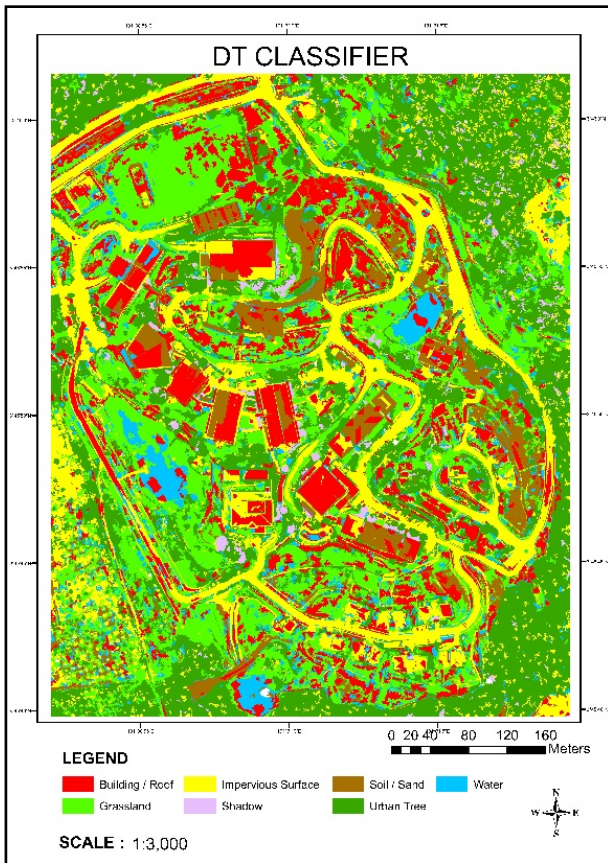 DT CLASSIFIER
0 20 40 80 120 160
Meters
LEGEND
Building / Roof Impervious Surface Soil / Sand Water
Grassland Shadow Urban Tree
N
W E
S
SCALE : 1:3,000